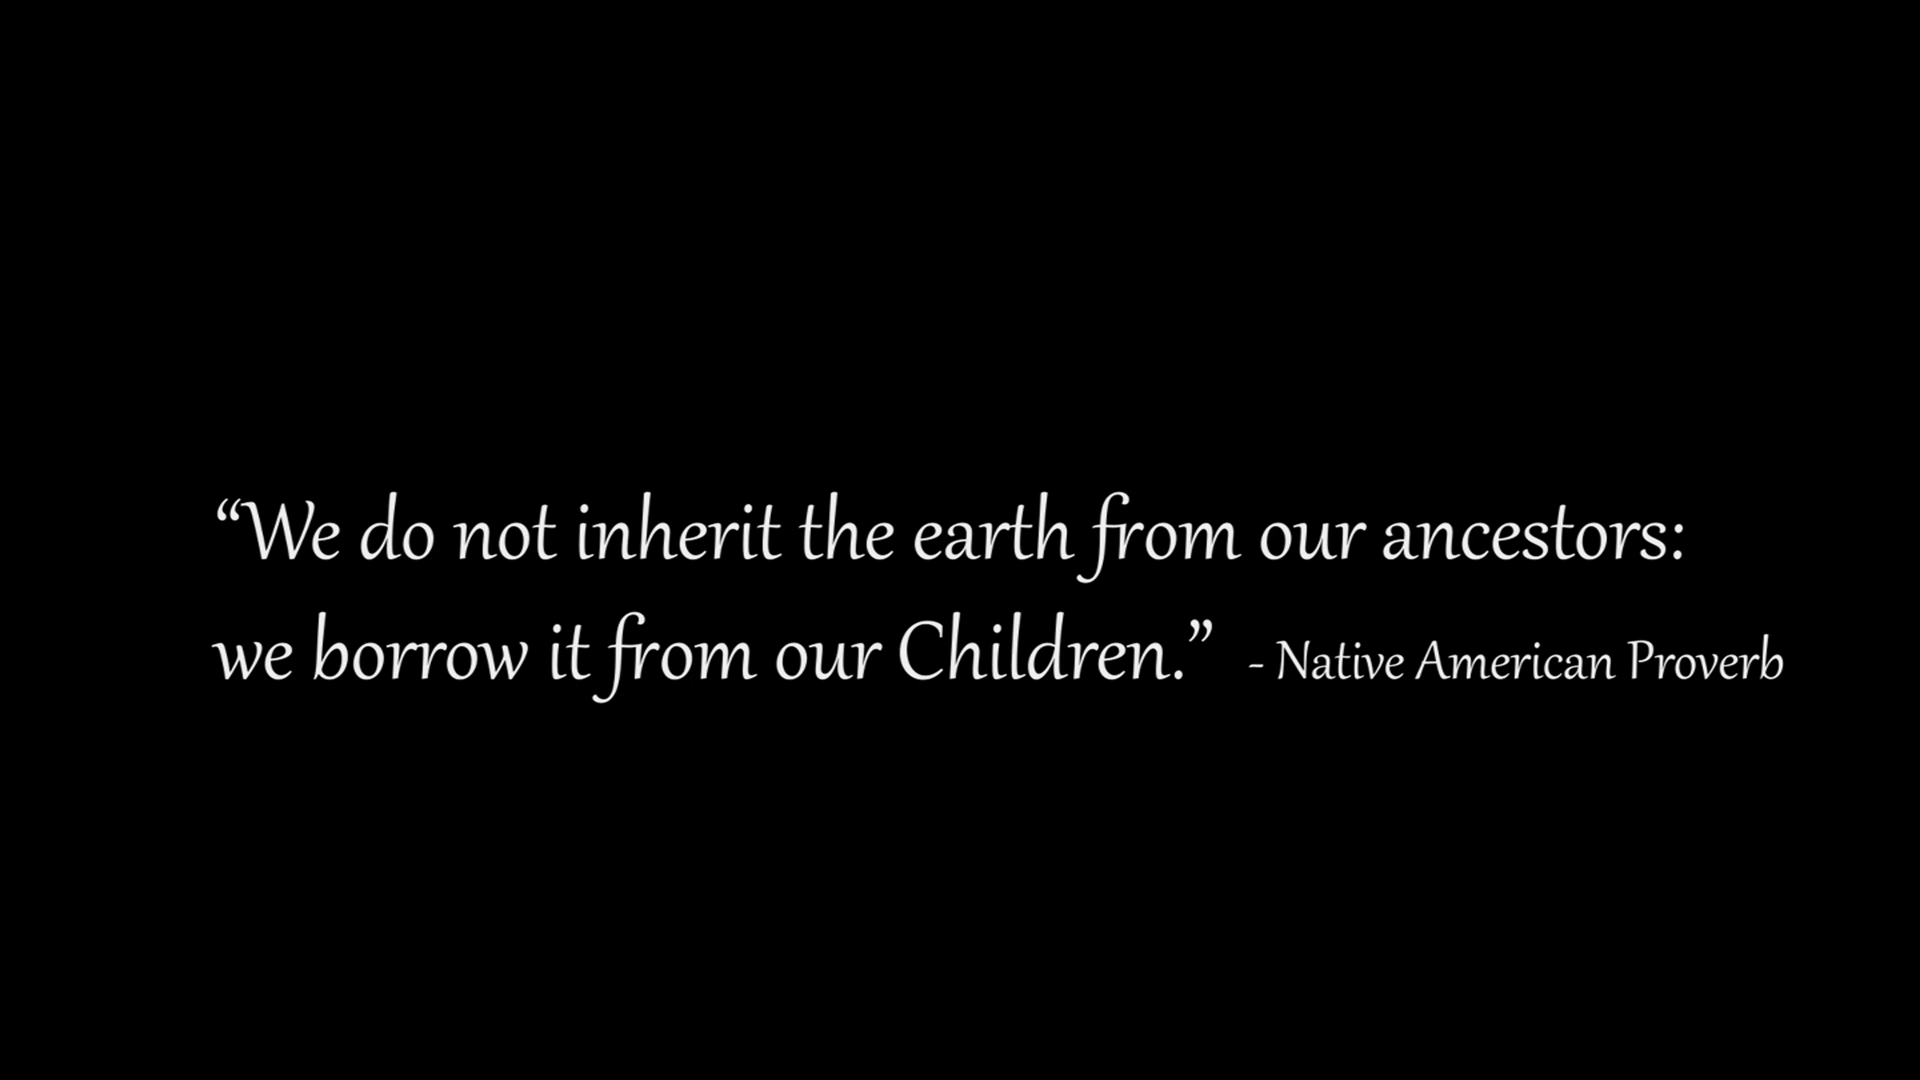 “We do not inherit the earth from our ancestors:
we borrow it from our Children.” - Native American Proverb